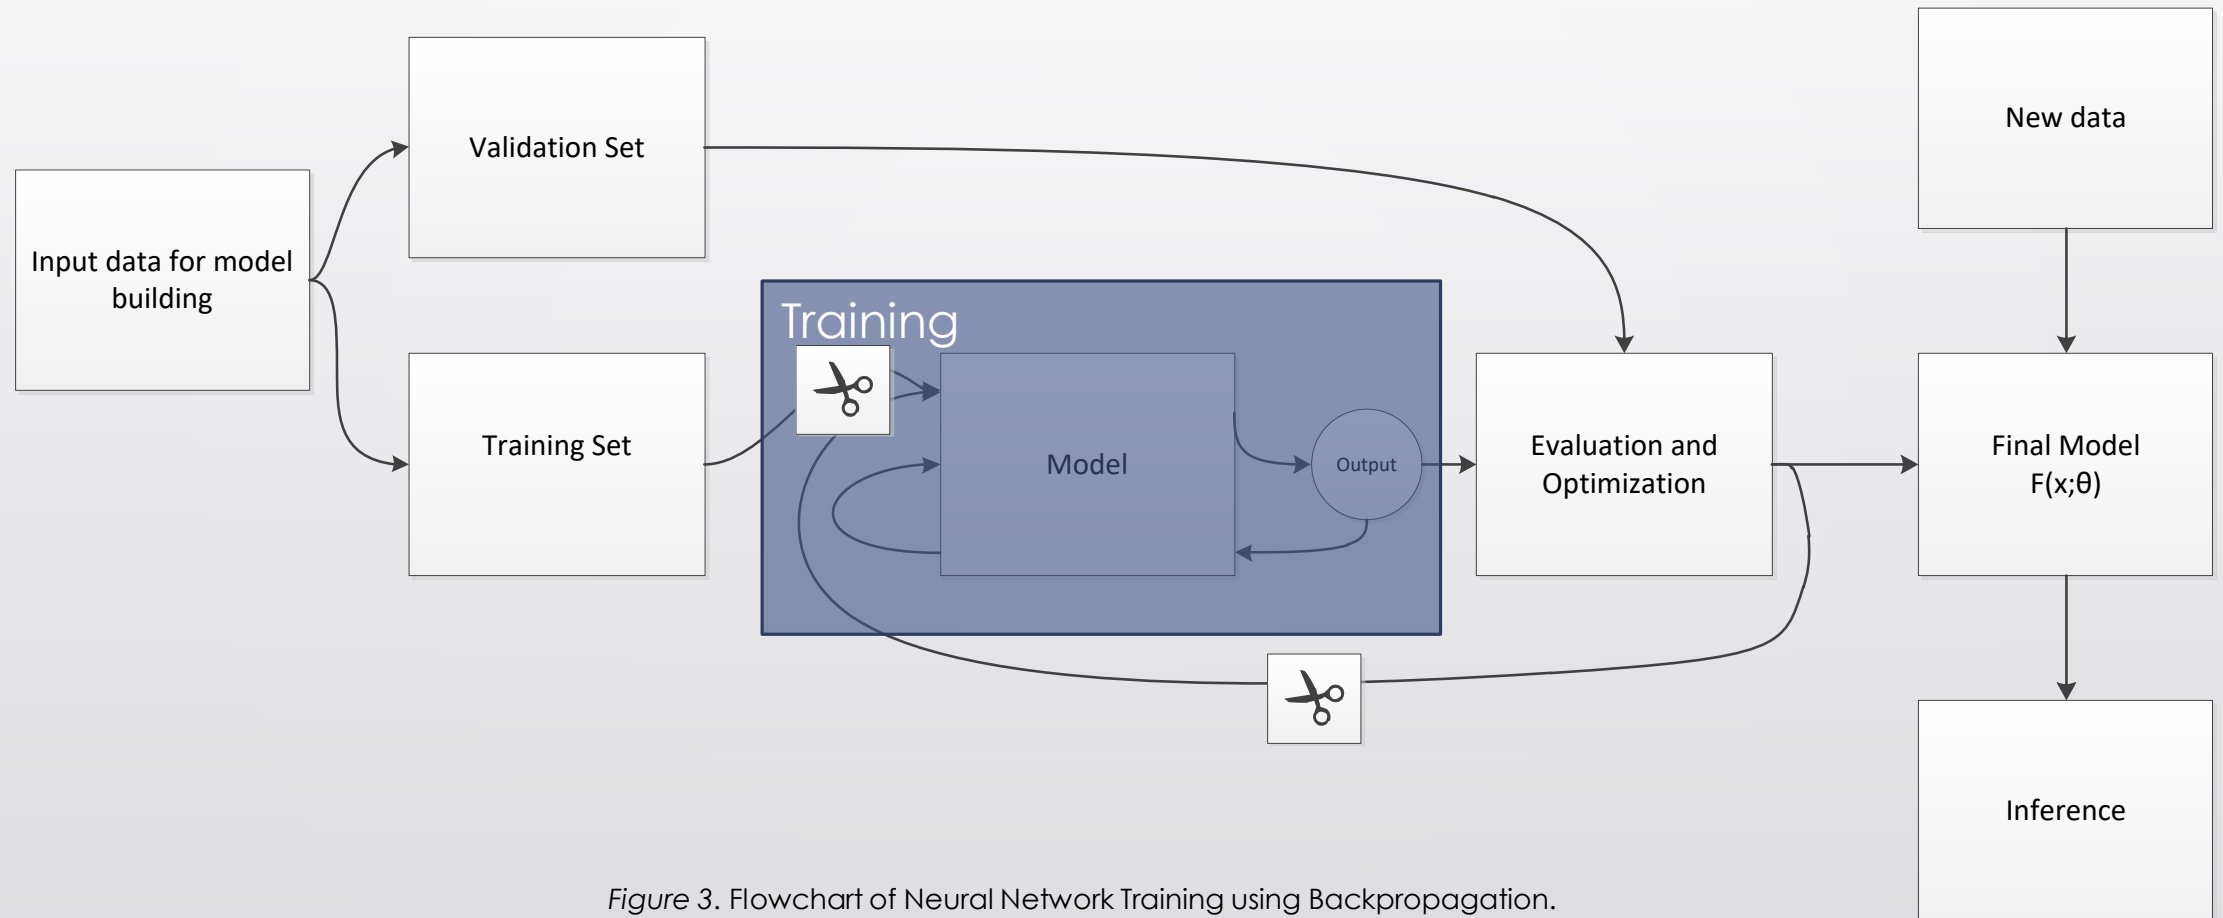 Validation Set
New data
Input data for model
building
Training
Training Set
Model
Output
Evaluation and
Optimization
Final Model
F(x;θ)
Inference
Figure 3. Flowchart of Neural Network Training using Backpropagation.